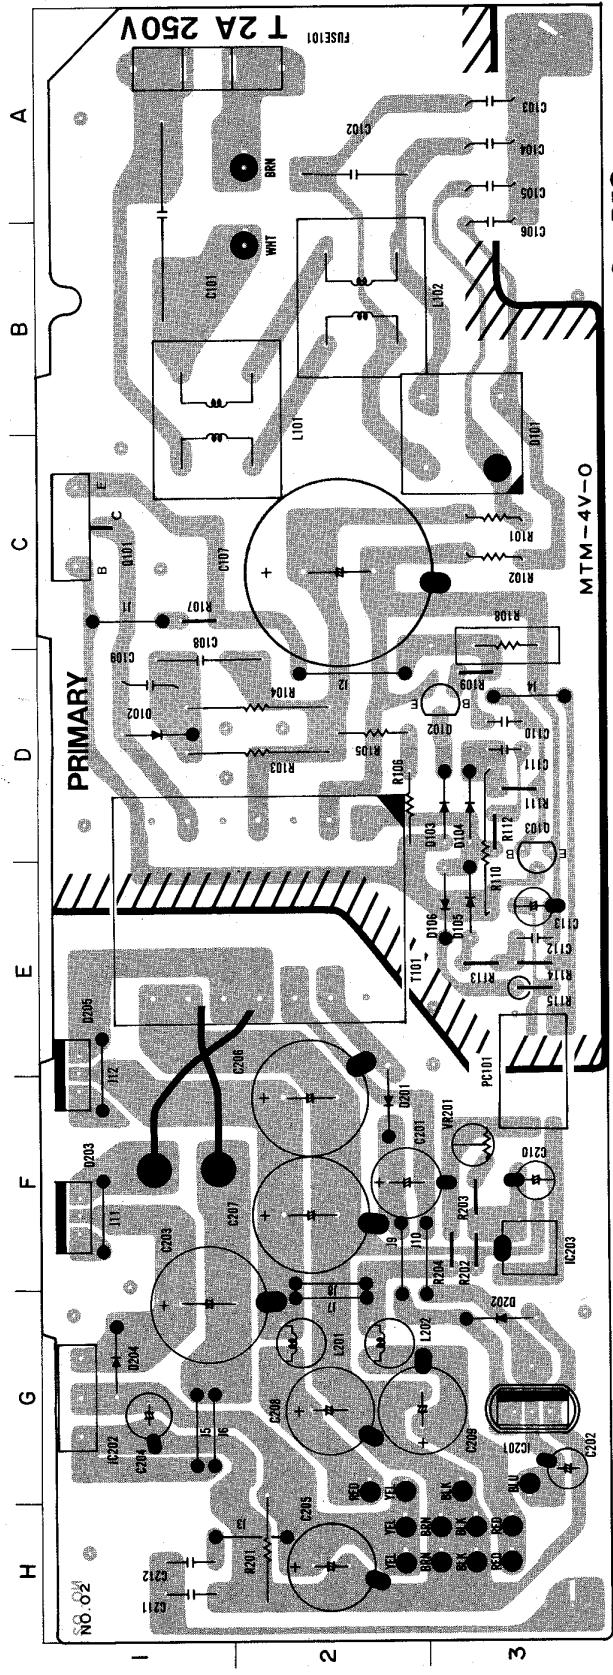 T 2A 250V
FUSE101
A
C103
C102
C104
BRN
C105
C106
WHT
C101
B
L102
L101
D101
E
C
B
Q101
C
C107
R101
R102
MTM-4V-0
J1
R107
R108
C108
C109
PRIMARY
J2
R109
J4
R104
D102
E
B
Q102
C110
D
R105
R103
C111
R106
R111
D103
D104
R112
Q103
B
E
R110
D106
D105
C113
C112
E
T101
R113
R114
R115
D205
J12
C206
PC101
D201
D203
C201
VR201
F
C210
J11
C207
R203
C203
J9
J10
R204
R202
IC203
J8
J7
D202
D204
L201
L202
G
C208
J5
J6
IC202
C204
C209
IC201
C202
RED
YEL
BLK
BLU
C205
J3
R201
YEL
BRN
BLK
RED
H
C212
C211
YEL
BRN
BLK
RED
NO.02
1
2
3